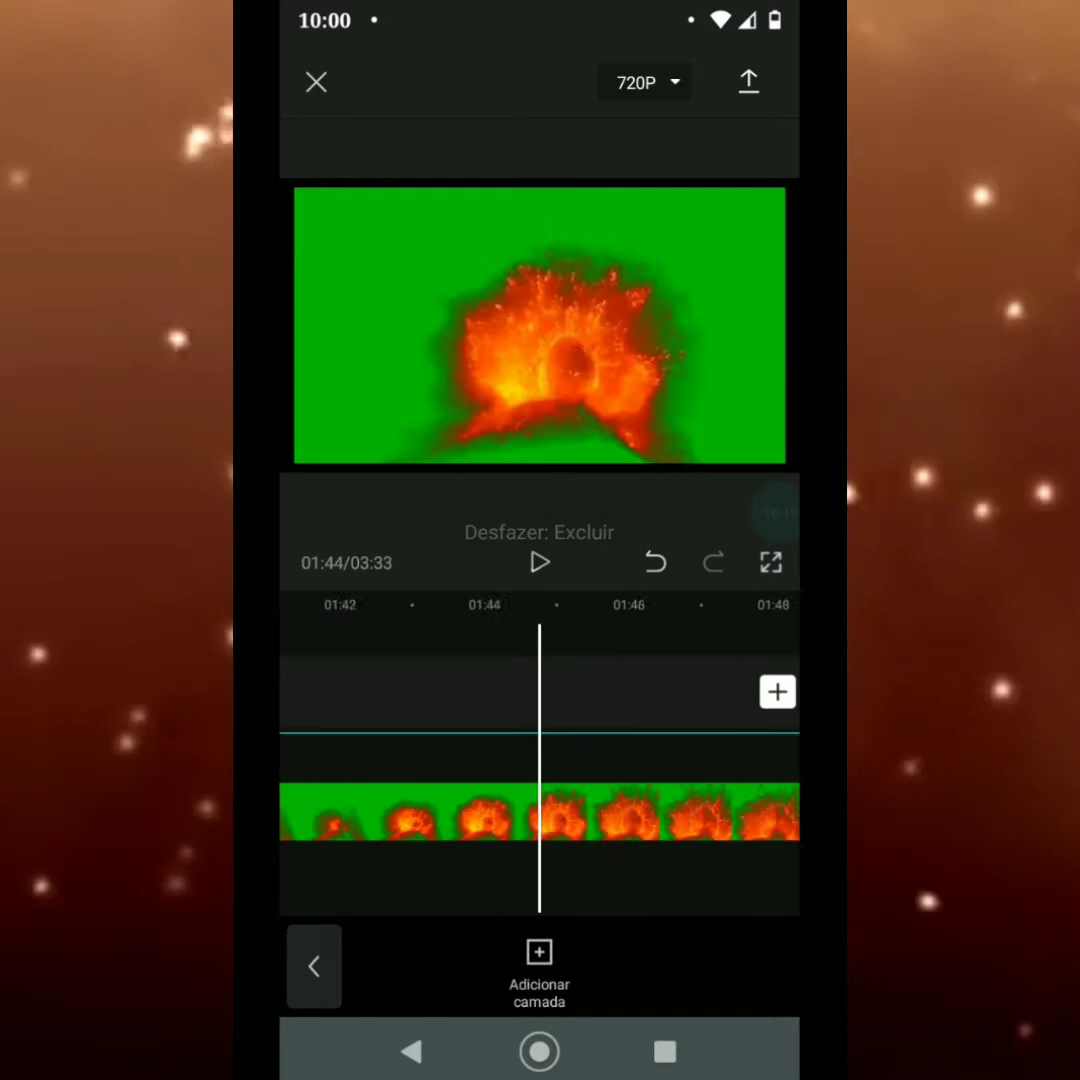 10:00
720P
Desfazer: Excluir
01:44/03:33
01:42 01:44 01:46 01:48
Adicionar
camada